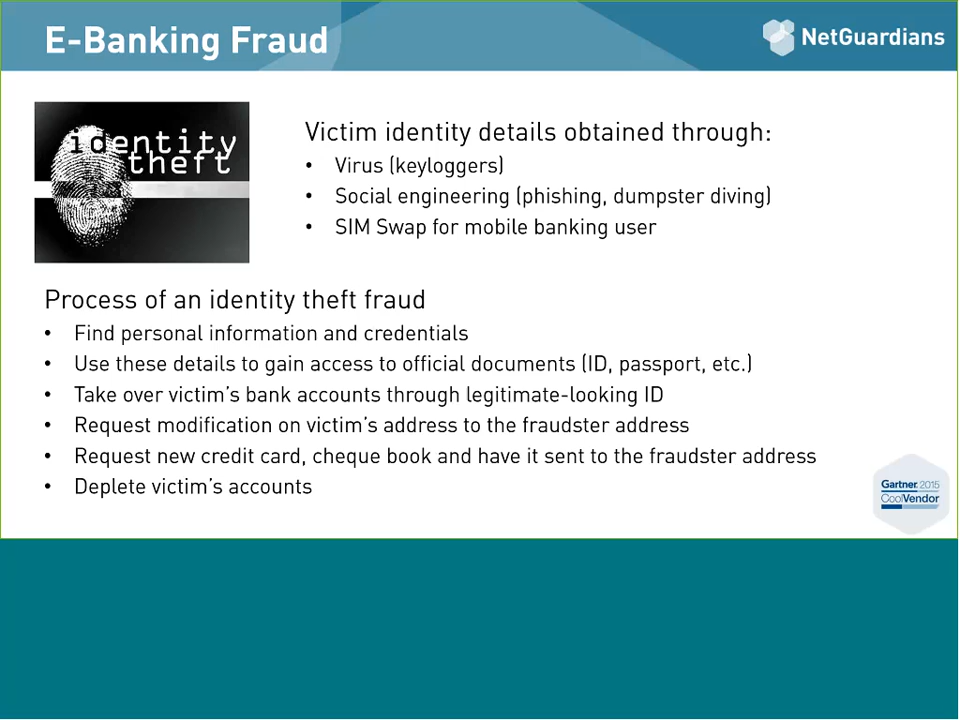 E-Banking Fraud
NetGuardians
identity
theft
Victim identity details obtained through:
• Virus (keyloggers)
• Social engineering (phishing, dumpster diving)
• SIM Swap for mobile banking user
Process of an identity theft fraud
• Find personal information and credentials
• Use these details to gain access to official documents (ID, passport, etc.)
• Take over victim's bank accounts through legitimate-looking ID
• Request modification on victim's address to the fraudster address
• Request new credit card, cheque book and have it sent to the fraudster address
• Deplete victim's accounts
Gartner 2015
CoolVendor